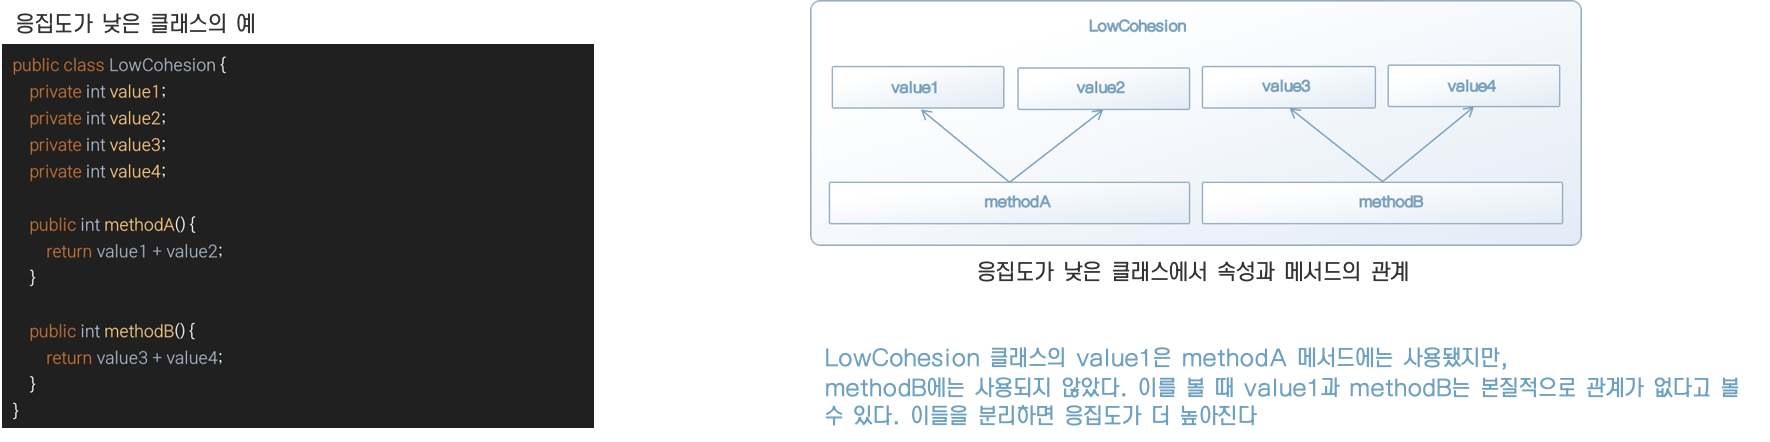 응집도가 낮은 클래스의 예
public class LowCohesion {
private int value1;
private int value2;
private int value3;
private int value4;
public int methodA() {
return value1 + value2;
}
public int methodB() {
return value3 + value4;
}
}
LowCohesion
value1
value2
value3
value4
methodA
methodB
응집도가 낮은 클래스에서 속성과 메서드의 관계
LowCohesion 클래스의 value1은 methodA 메서드에는 사용됐지만,
methodB에는 사용되지 않았다. 이를 볼 때 value1과 methodB는 본질적으로 관계가 없다고 볼
수 있다. 이들을 분리하면 응집도가 더 높아진다